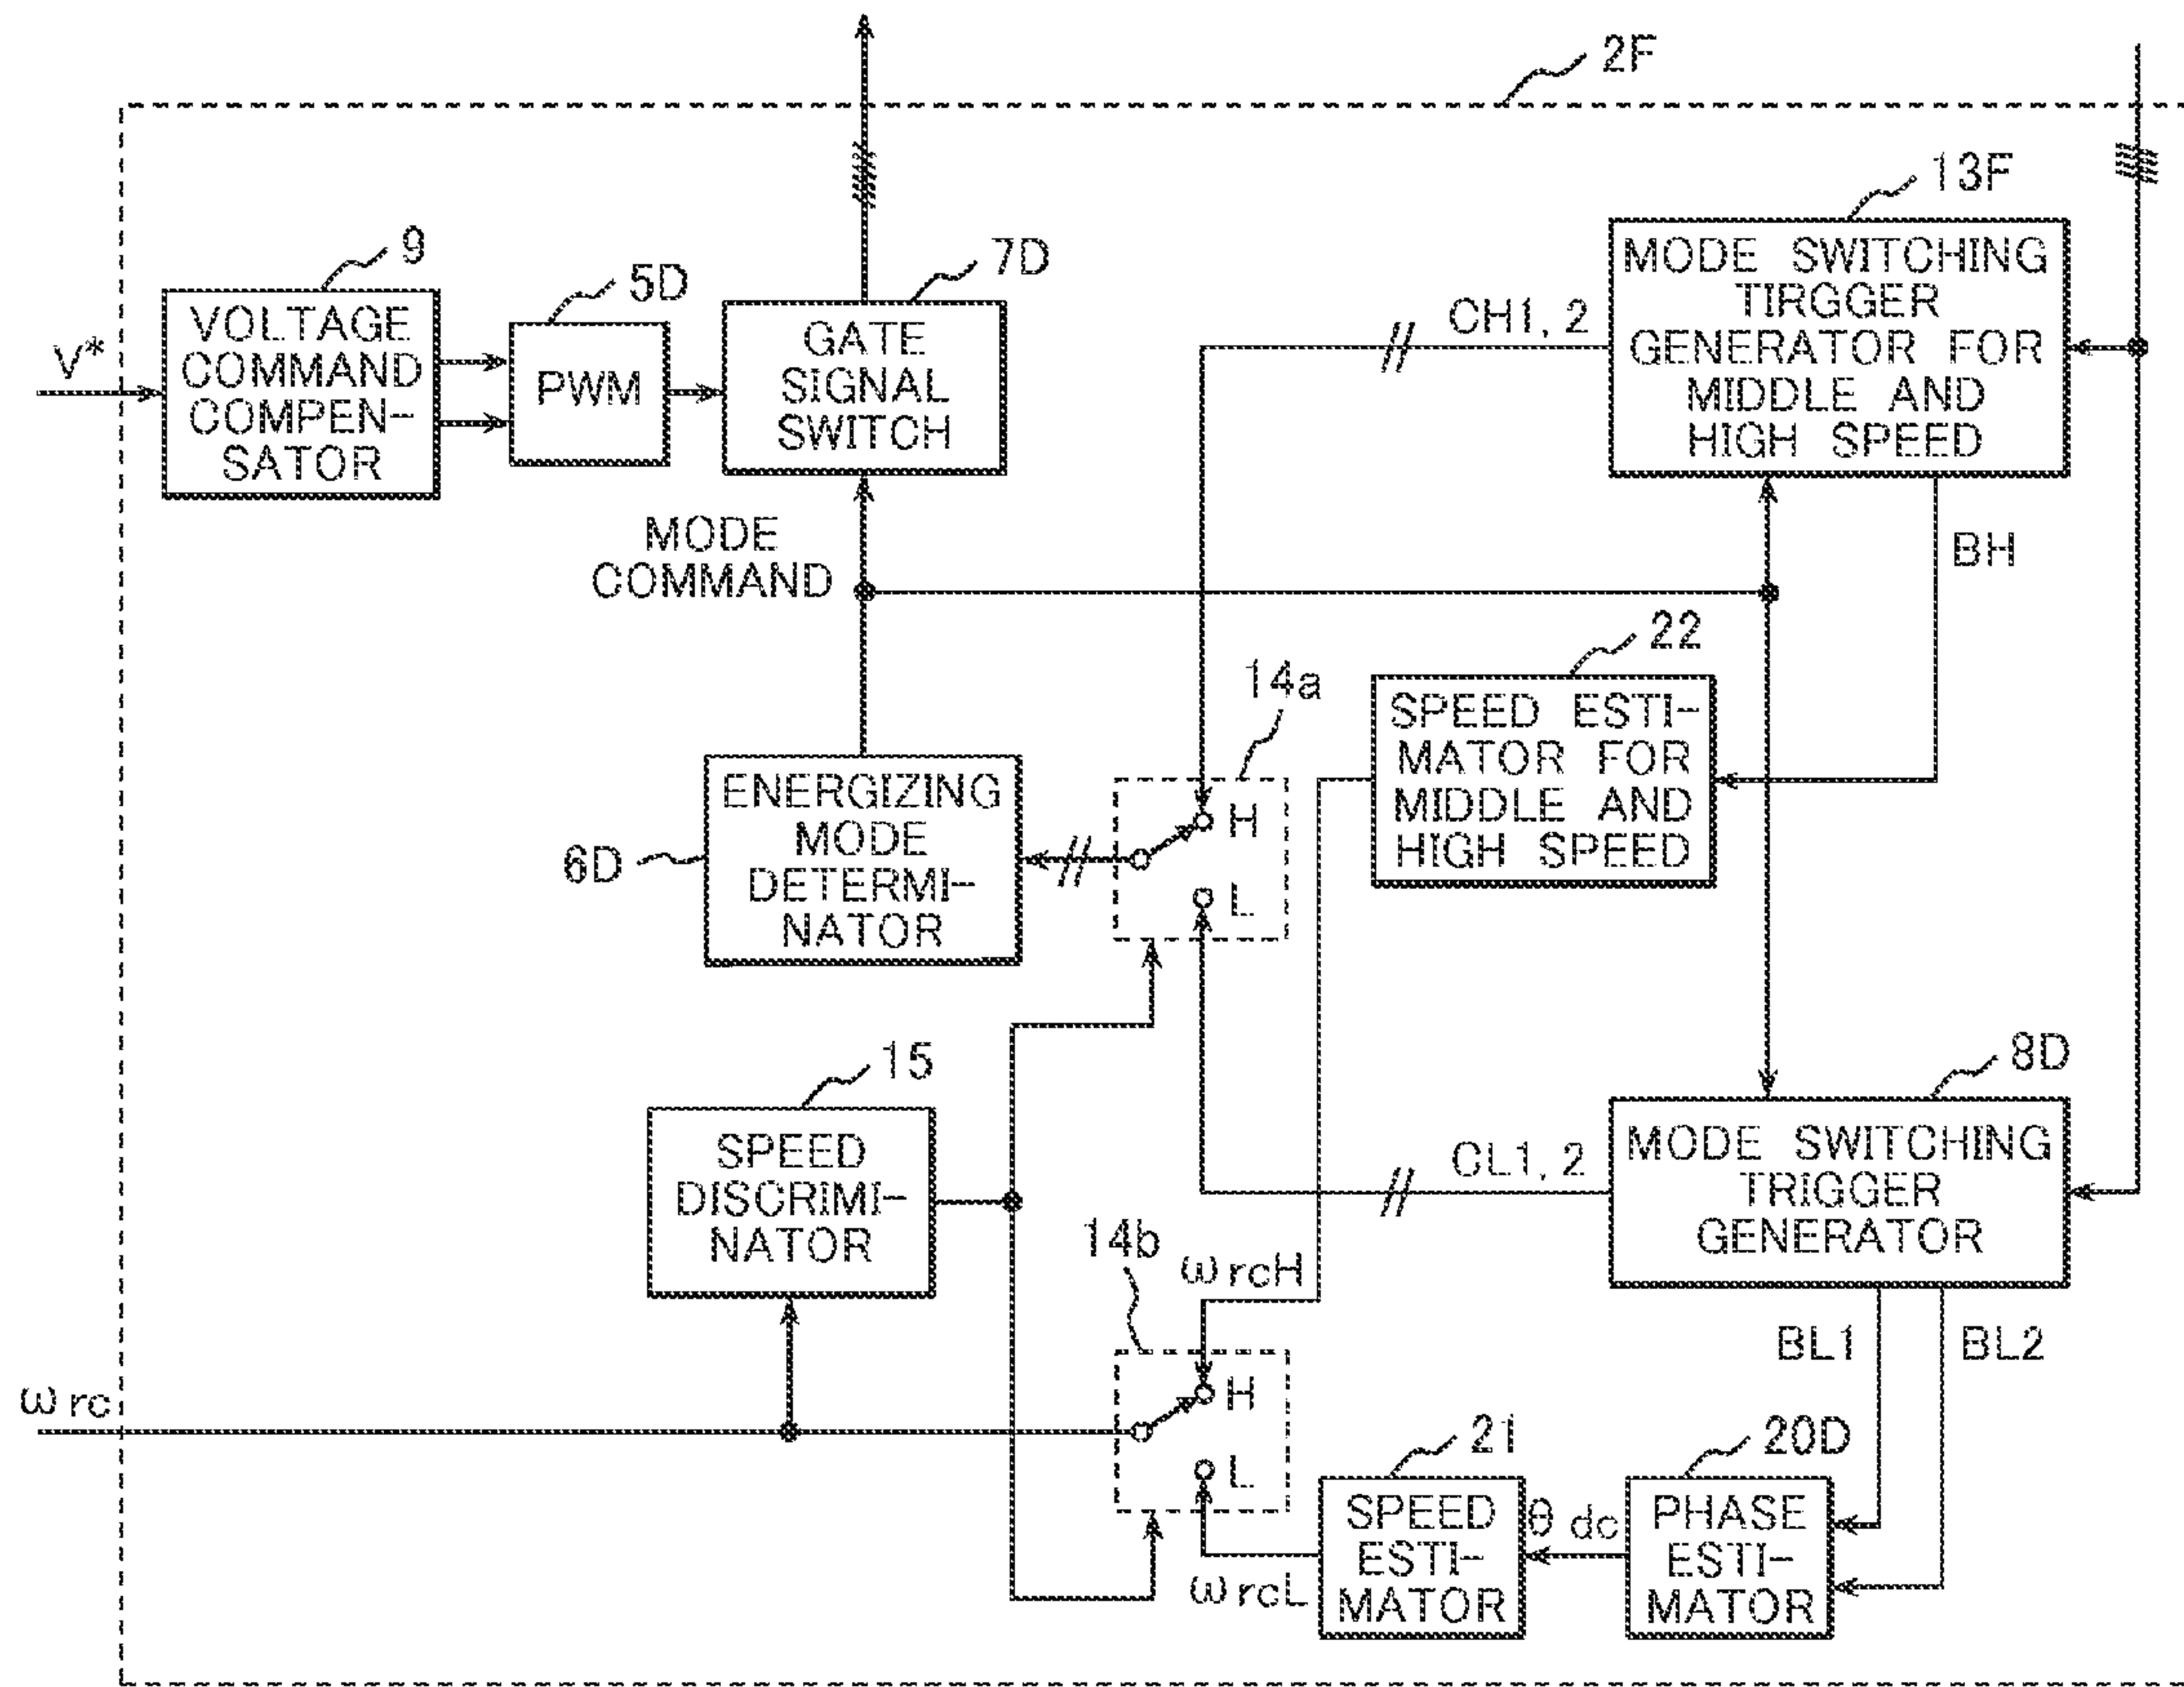 2F
13F
9
5D
7D
MODE SWITCHING
TIRGGER
GENERATOR FOR
MIDDLE AND
HIGH SPEED
CH1, 2
V*
VOLTAGE
COMMAND
COMPEN-
SATOR
PWM
GATE
SIGNAL
SWITCH
MODE
COMMAND
BH
22
14a
SPEED ESTI-
MATOR FOR
MIDDLE AND
HIGH SPEED
6D
ENERGIZING
MODE
DETERMI-
NATOR
H
L
15
8D
SPEED
DISCRIMI-
NATOR
CL1, 2
MODE SWITCHING
TRIGGER
GENERATOR
14b
ωrcH
BL1
BL2
ωrc
H
L
21
20D
SPEED
ESTI-
MATOR
θdc
PHASE
ESTI-
MATOR
ωrcL